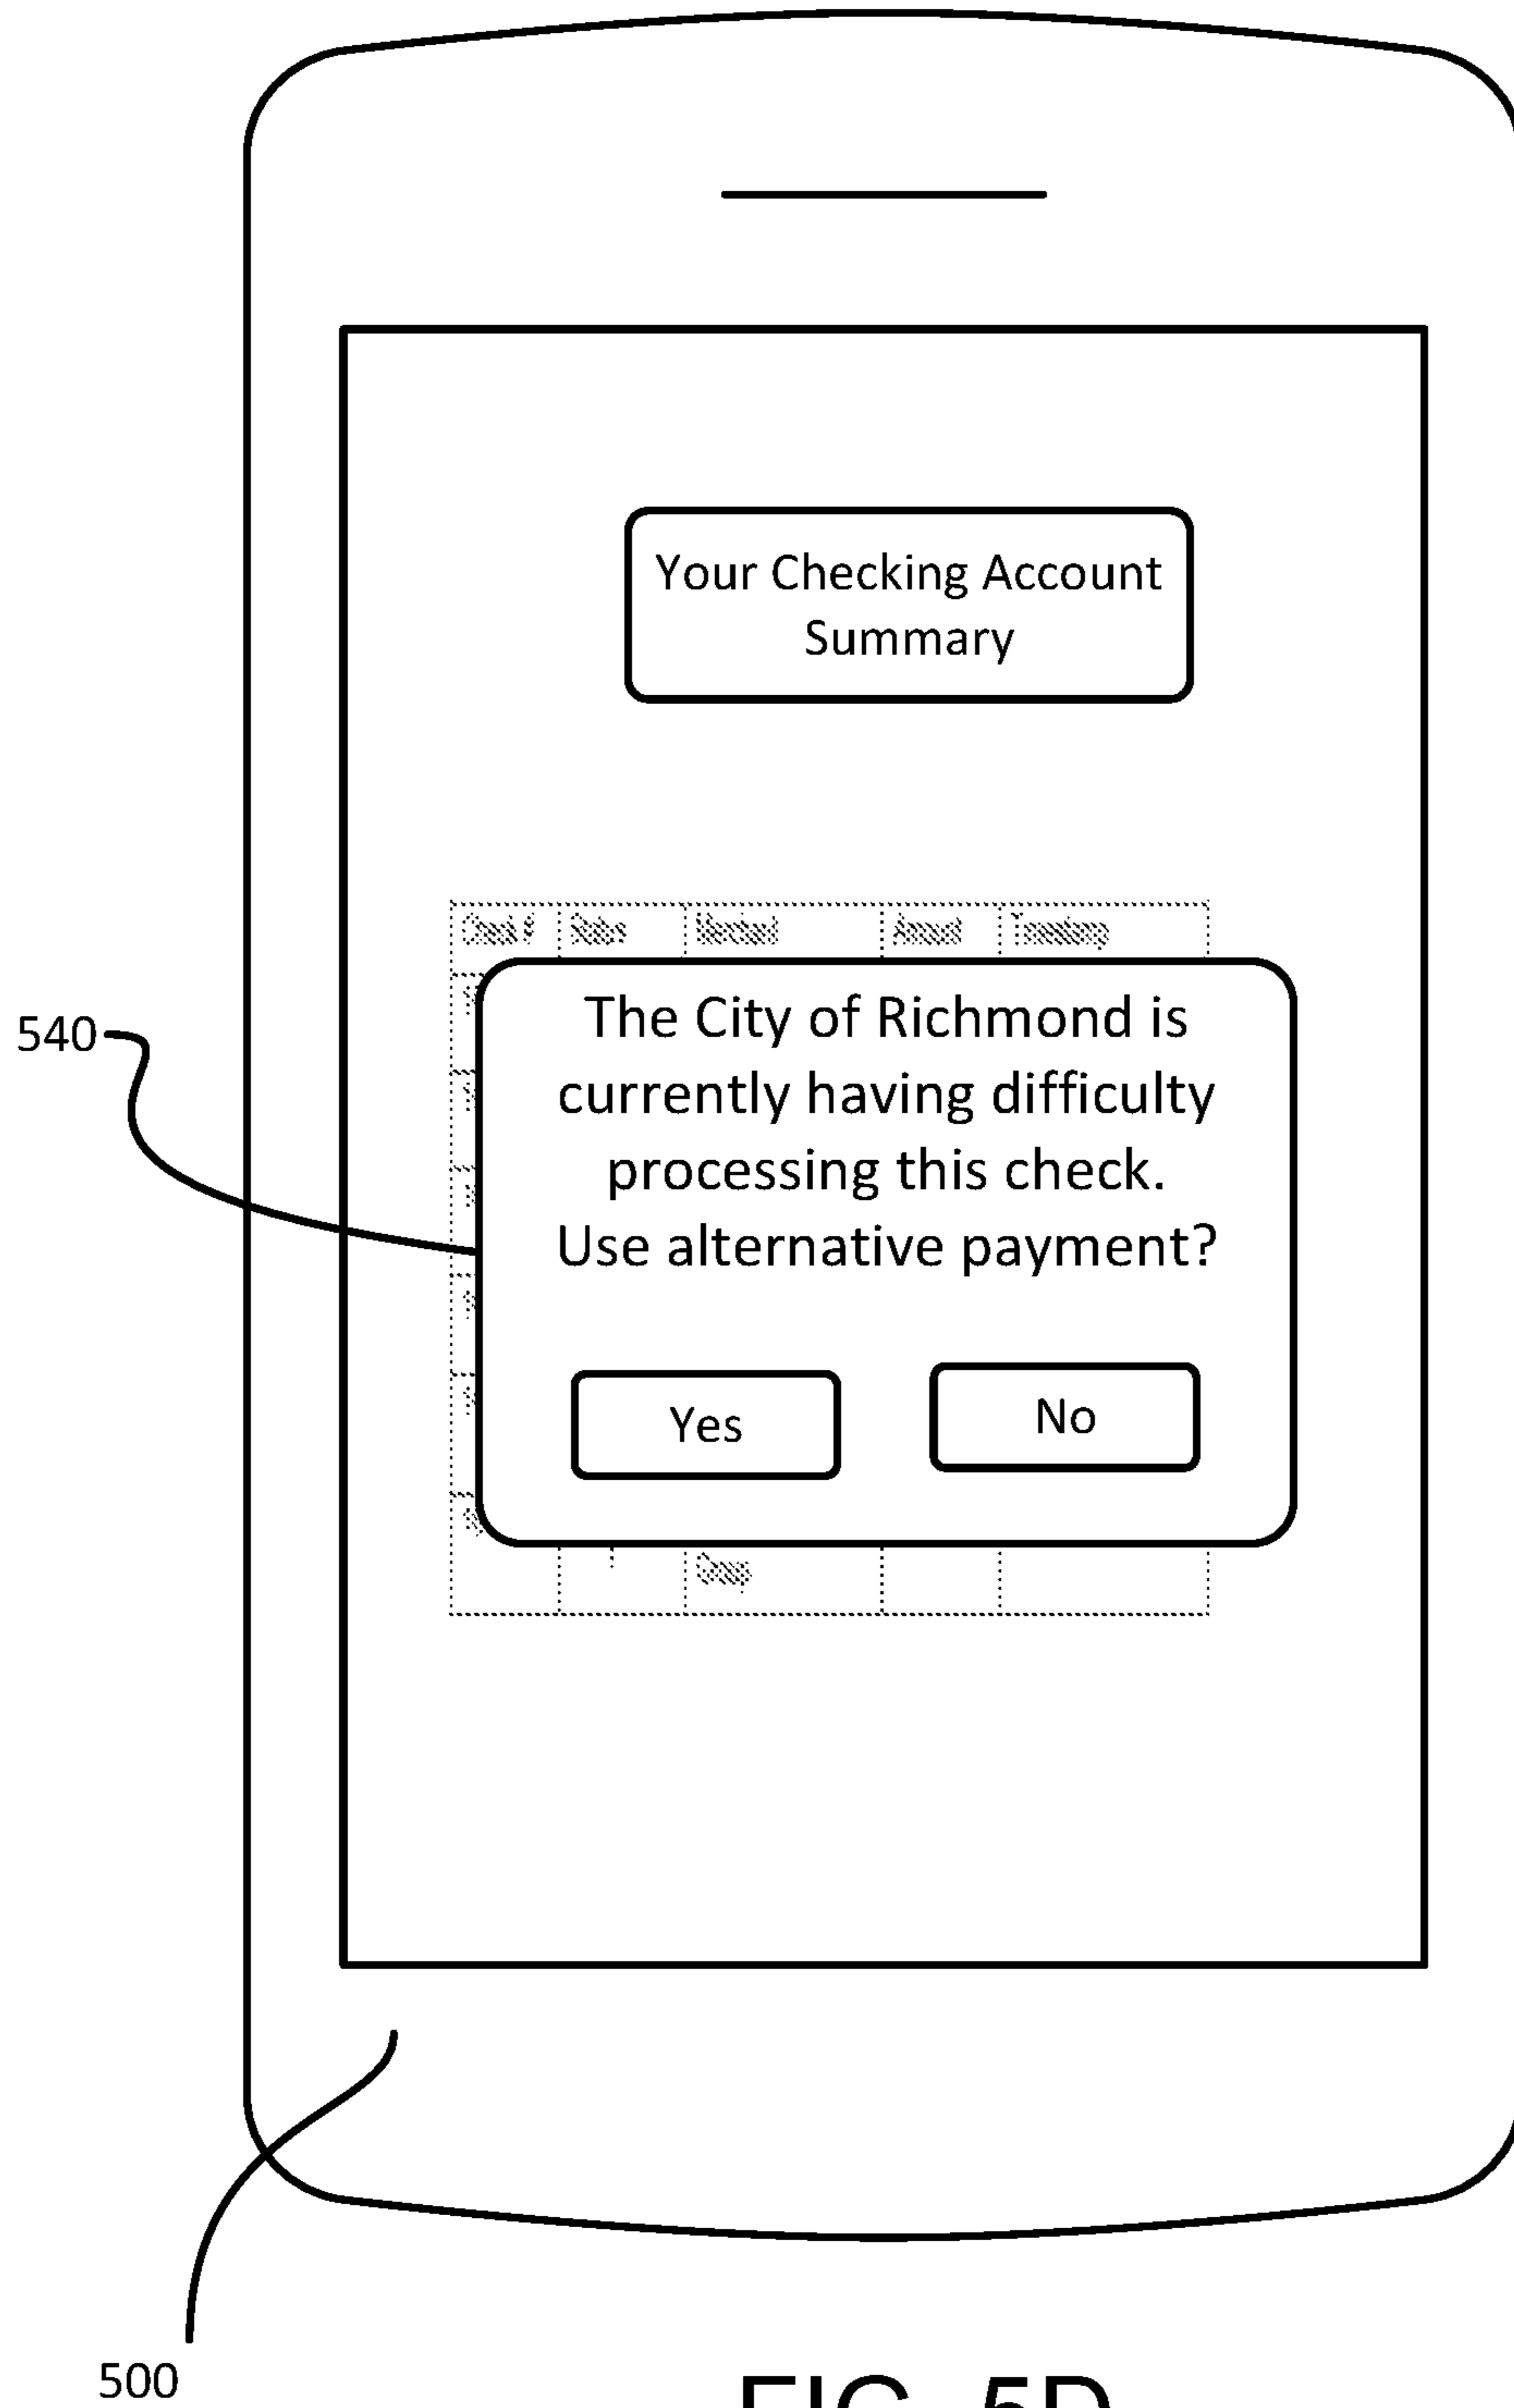 Your Checking Account
Summary
540
The City of Richmond is
currently having difficulty
processing this check.
Use alternative payment?
Yes
No
500
FIG. 5D